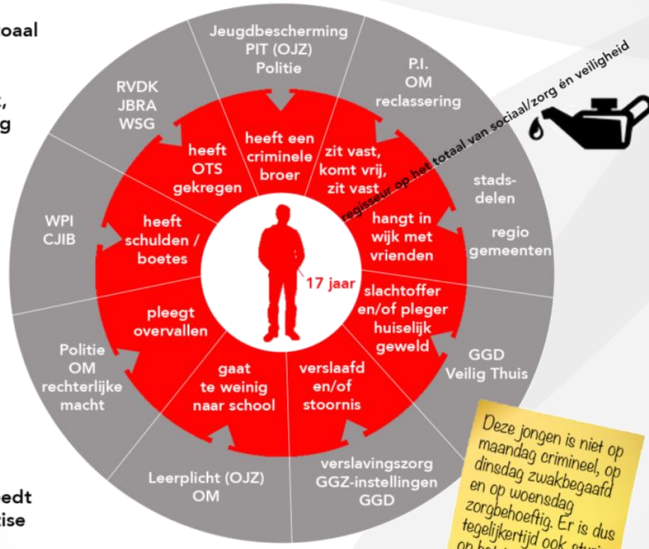 Jeugdbescherming
PIT (OJZ)
Politie
P.I.
OM
reclassering
stads-
delen
regio
gemeenten
GGD
Veilig Thuis
verslavingszorg
GGZ-instellingen
GGD
Leerplicht (OJZ)
OM
Politie
OM
rechterlijke
macht
WPI
CJIB
RVDK
JBRA
WSG
heeft een
criminele
broer
zit vast,
komt vrij,
zit vast
hangt in
wijk met
vrienden
slachtoffer
en/of pleger
huiselijk
geweld
verslaafd
en/of
stoornis
gaat
te weinig
naar school
pleegt
overvallen
heeft
schulden /
boetes
heeft
OTS
gekregen
17 jaar
regisseur op het totaal van sociaal/zorg én veiligheid
Deze jongen is niet op
maandag crimineel, op
dinsdag zwakbegaafd
en op woensdag
zorgbehoeftig. Er is dus
tegelijkertijd ook